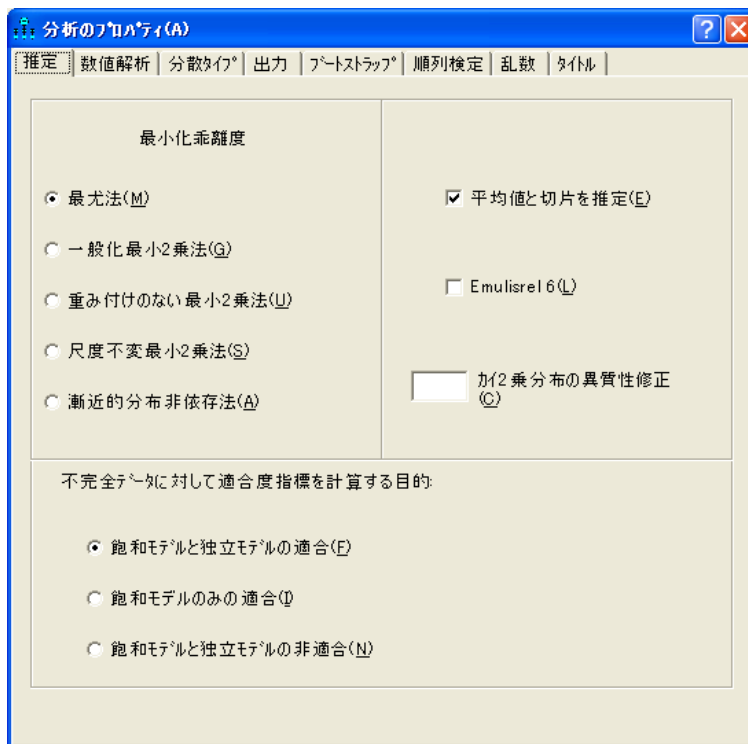 分析のﾌﾟﾛﾊﾟﾃｨ(A)
推定 数値解析 分散ﾀｲﾌﾟ 出力 ﾌﾞｰﾄｽﾄﾗｯﾌﾟ 順列検定 乱数 ﾀｲﾄﾙ
最小化乖離度
最尤法(M)
一般化最小2乗法(G)
重み付けのない最小2乗法(U)
尺度不変最小2乗法(S)
漸近的分布非依存法(A)
平均値と切片を推定(E)
Emulisrel 6(L)
ｶｲ2乗分布の異質性修正
(C)
不完全ﾃﾞｰﾀに対して適合度指標を計算する目的:
飽和ﾓﾃﾞﾙと独立ﾓﾃﾞﾙの適合(F)
飽和モデルのみの適合(I)
飽和ﾓﾃﾞﾙと独立ﾓﾃﾞﾙの非適合(N)